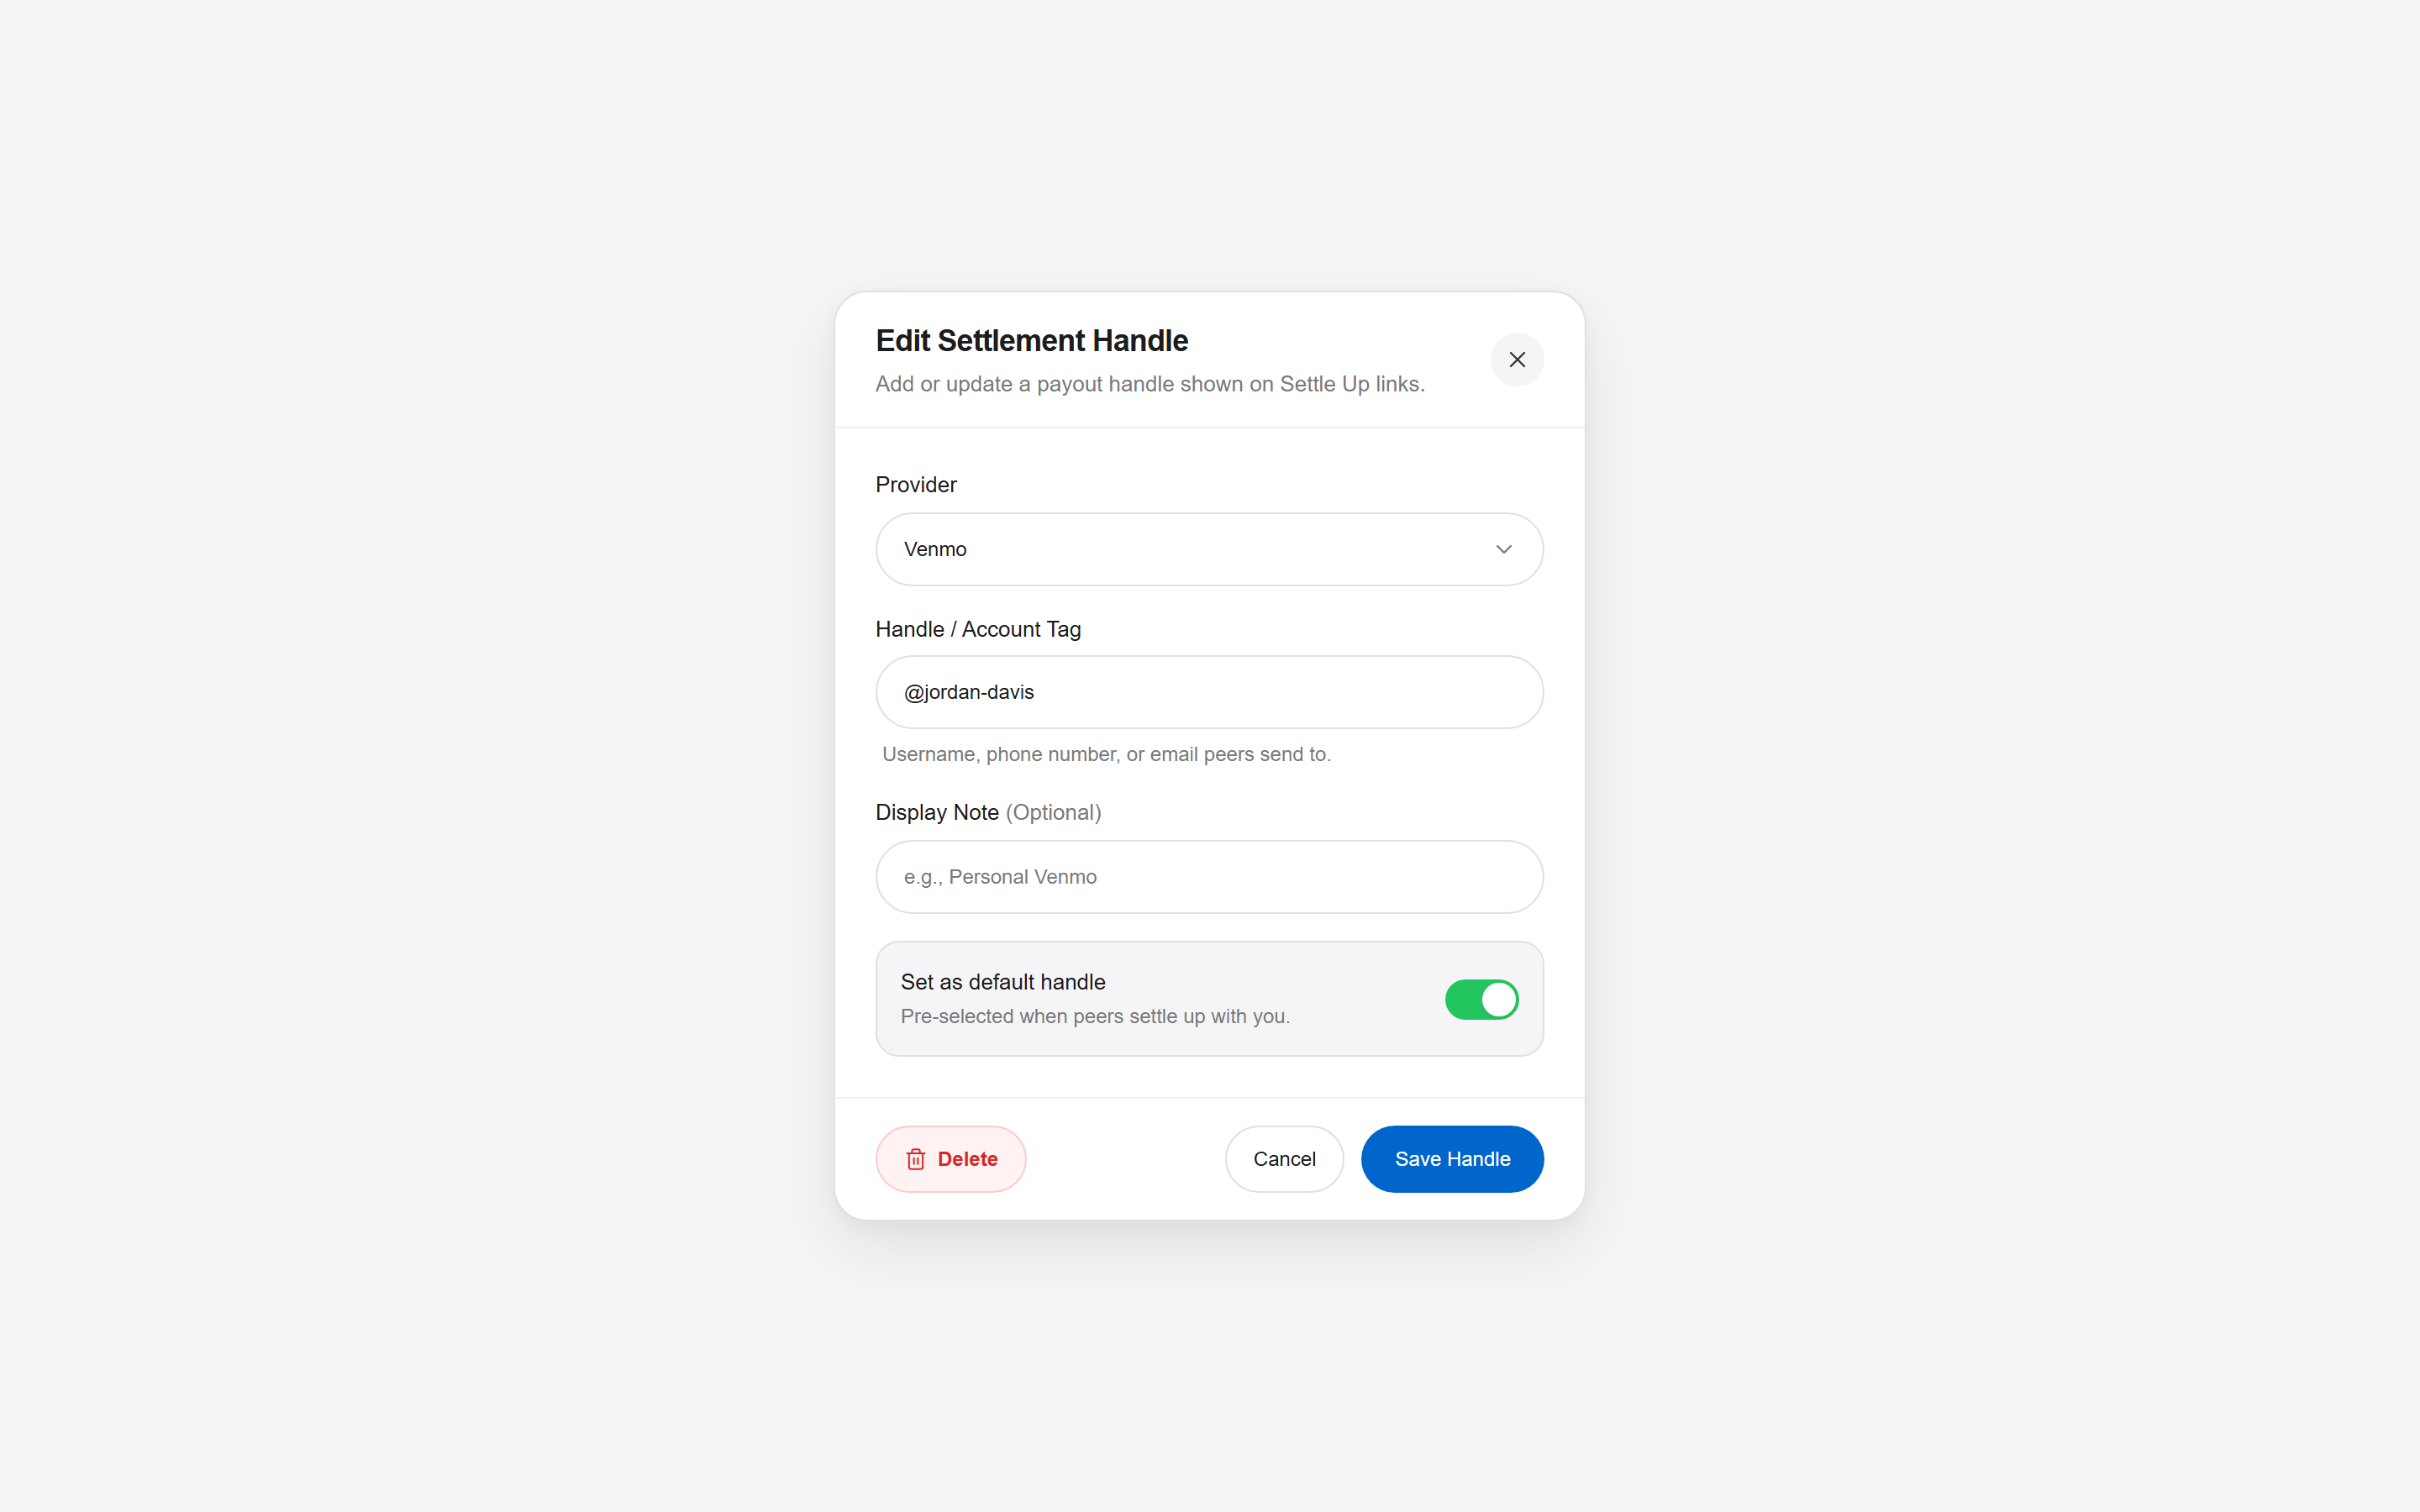 Edit Settlement Handle
Add or update a payout handle shown on Settle Up links.
Provider
Venmo
Handle / Account Tag
@jordan-davis
Username, phone number, or email peers send to.
Display Note (Optional)
e.g., Personal Venmo
Set as default handle
Pre-selected when peers settle up with you.
Delete
Cancel
Save Handle